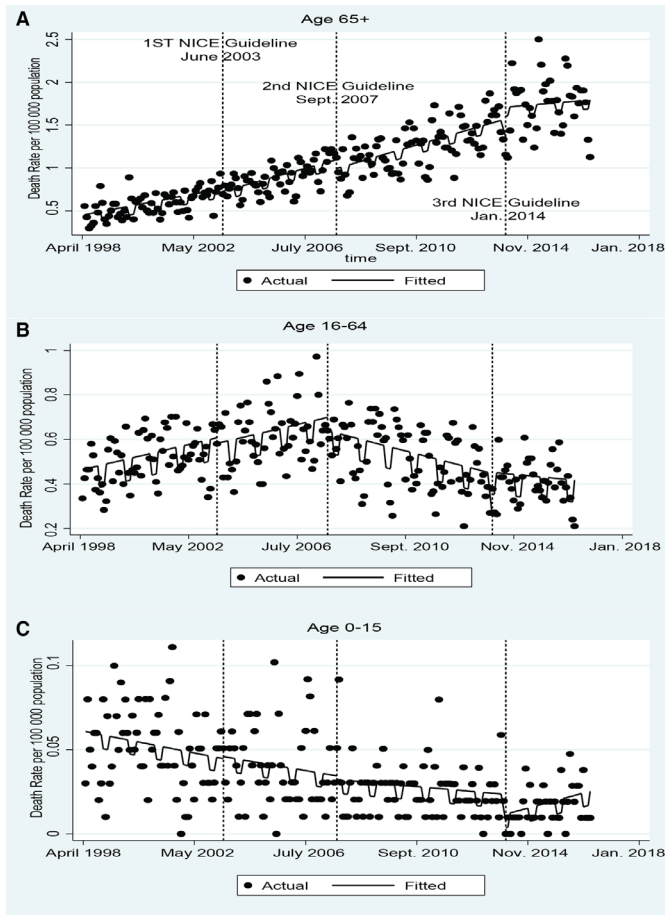 A
Age 65+
Death Rate per 100 000 population
2.5
2
1.5
1
0.5
1ST NICE Guideline
June 2003
2nd NICE Guideline
Sept. 2007
3rd NICE Guideline
Jan. 2014
April 1998 May 2002 July 2006 Sept. 2010 Nov. 2014 Jan. 2018
time
Actual Fitted
B
Age 16-64
Death Rate per 100 000 population
1
0.8
0.6
0.4
0.2
April 1998 May 2002 July 2006 Sept. 2010 Nov. 2014 Jan. 2018
Actual Fitted
C
Age 0-15
Death Rate per 100 000 population
0.1
0.05
0
April 1998 May 2002 July 2006 Sept. 2010 Nov. 2014 Jan. 2018
Actual Fitted